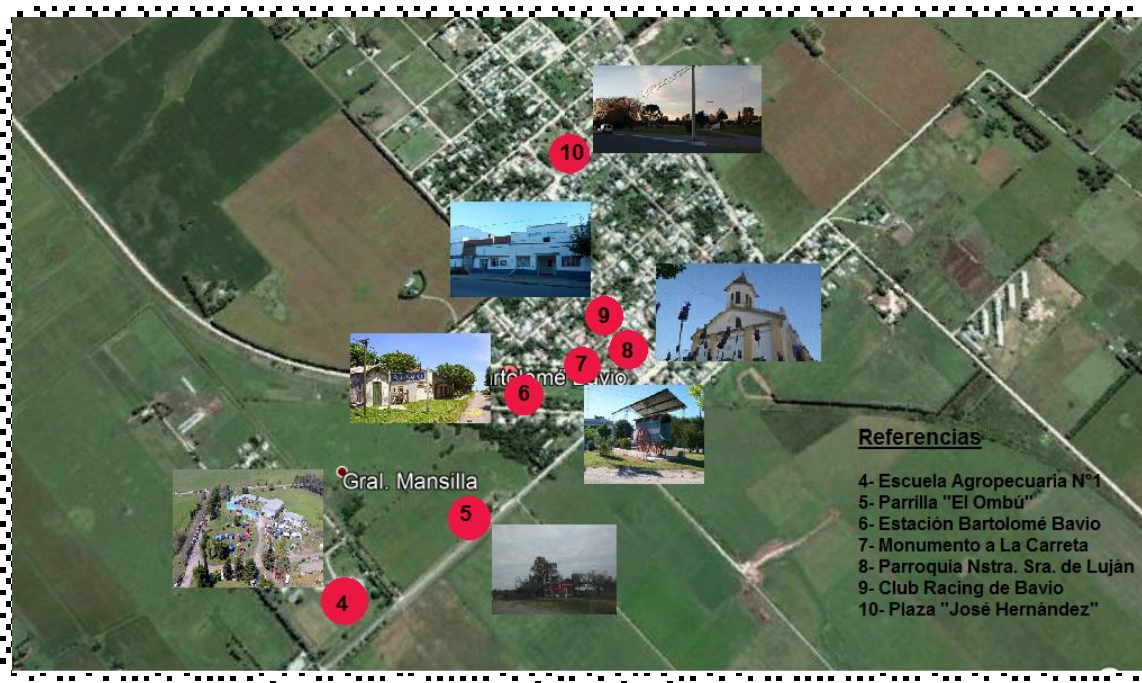 10
9
8
7
rtolomé Bavio
6
Gral. Mansilla
5
4
Referencias
4- Escuela Agropecuaria N°1
5- Parrilla "El Ombú"
6- Estación Bartolomé Bavio
7- Monumento a La Carreta
8- Parroquia Nstra. Sra. de Luján
9- Club Racing de Bavio
10- Plaza "José Hernández"